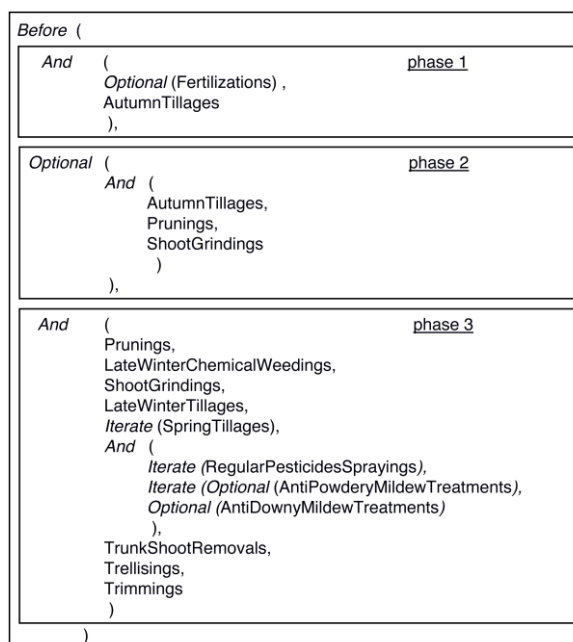 Before (
And ( phase 1
Optional (Fertilizations) ,
AutumnTillages
),
Optional ( phase 2
And (
AutumnTillages,
Prunings,
ShootGrindings
)
),
And ( phase 3
Prunings,
LateWinterChemicalWeedings,
ShootGrindings,
LateWinterTillages,
Iterate (SpringTillages),
And (
Iterate (RegularPesticidesSprayings),
Iterate (Optional (AntiPowderyMildewTreatments),
Optional (AntiDownyMildewTreatments)
),
TrunkShootRemovals,
Trellisings,
Trimmings
)
)